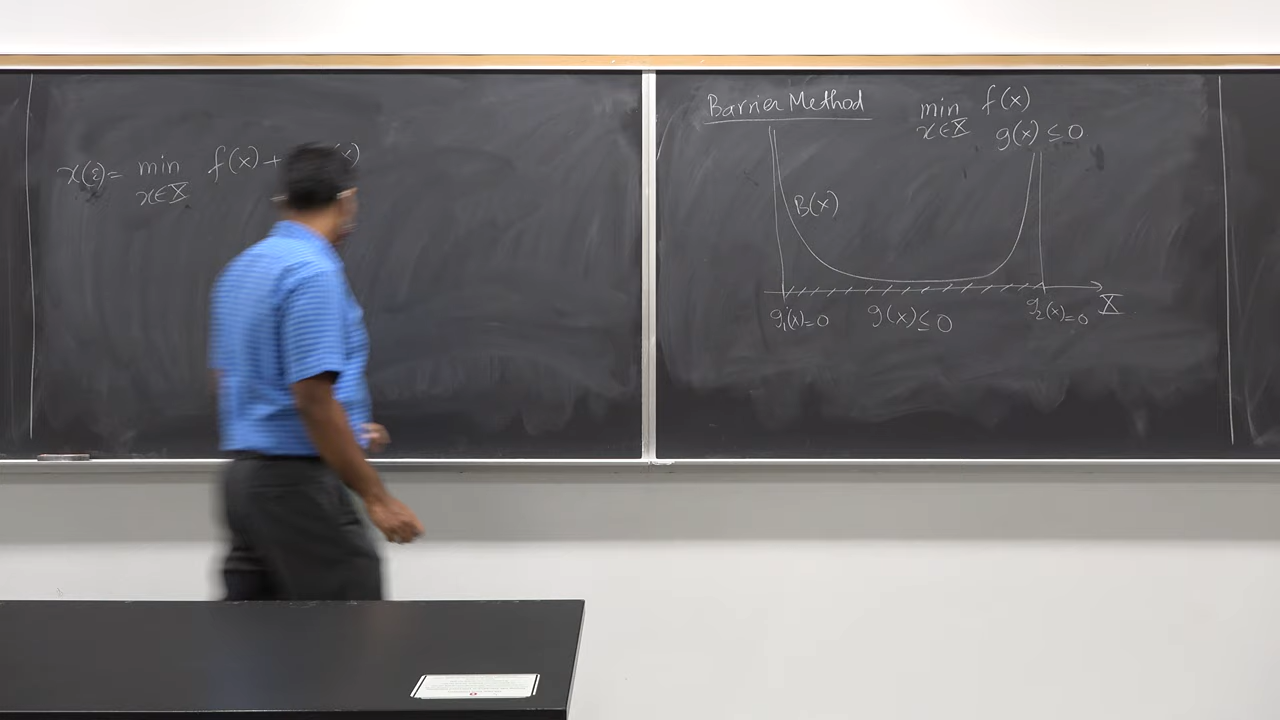 x(ε) = min f(x) + (x)
x∈X
Barrier Method
min f(x)
x∈X g(x) ≤ 0
B(x)
X
g₁(x)=0 g(x)≤0 g₂(x)=0